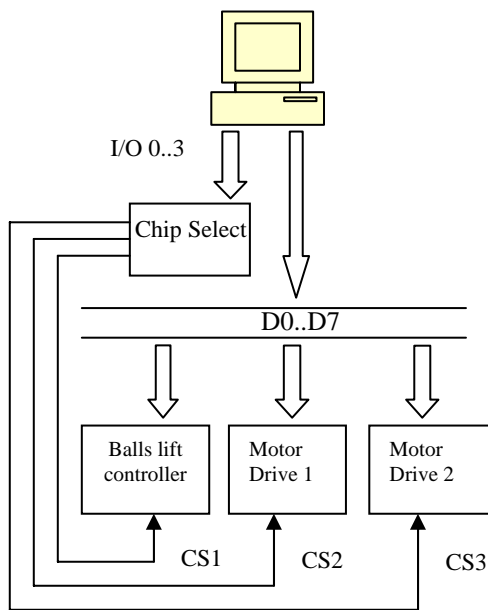 I/O 0..3
Chip Select
D0..D7
Balls lift
controller
Motor
Drive 1
Motor
Drive 2
CS1
CS2
CS3